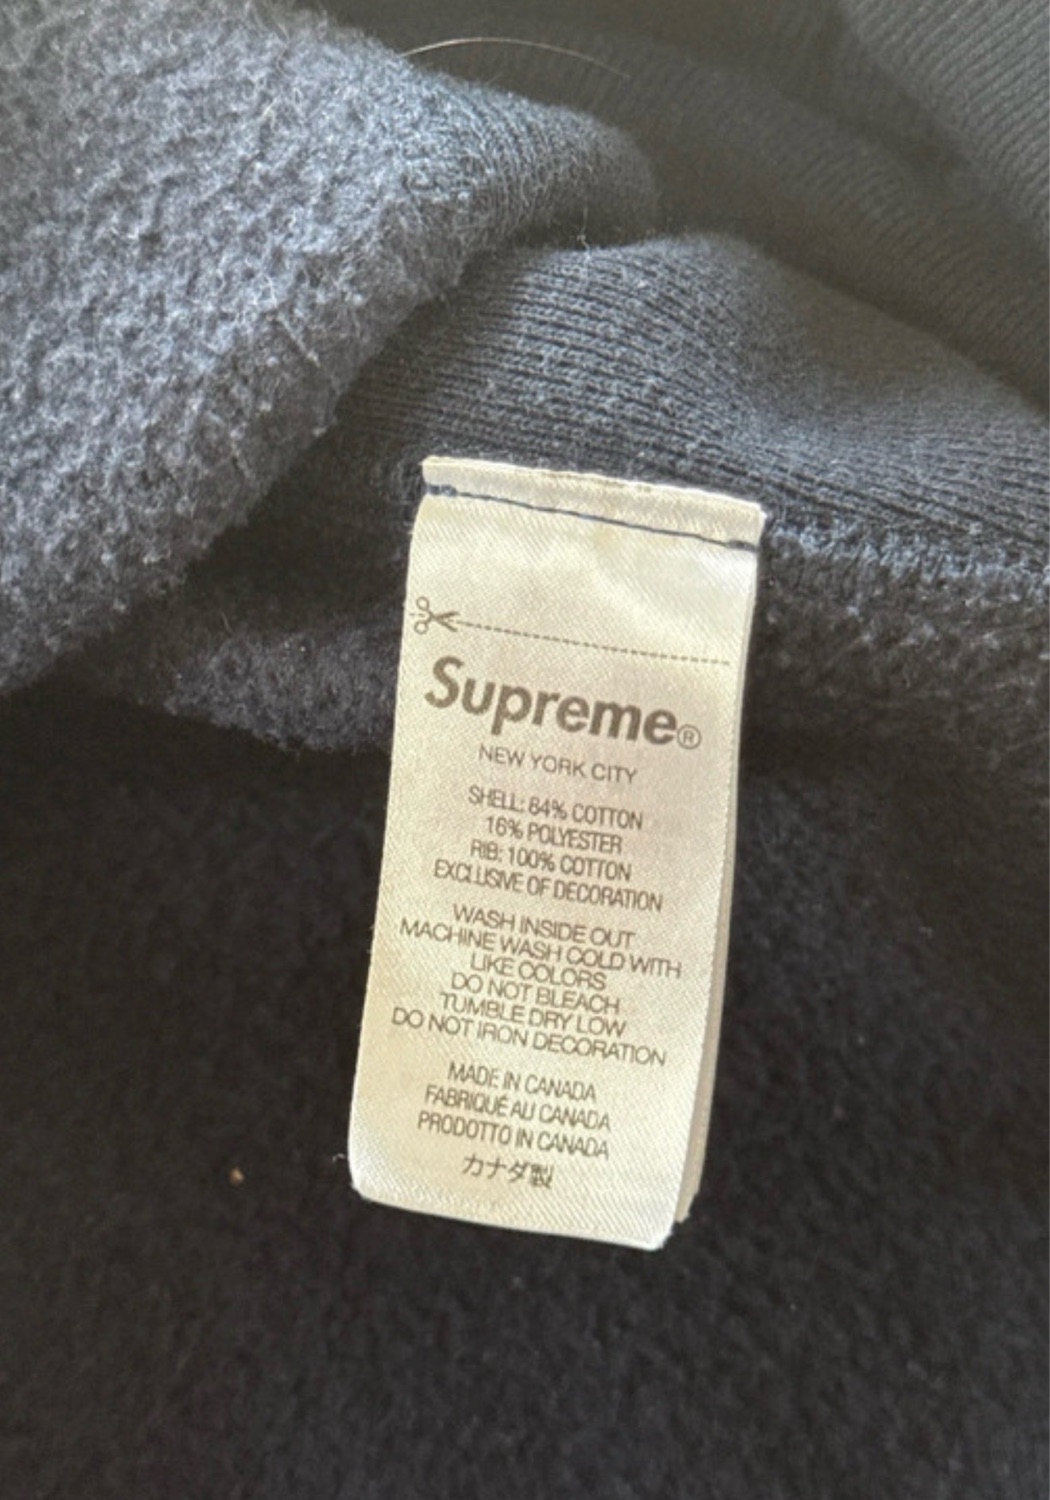 Supreme®
NEW YORK CITY
SHELL: 84% COTTON
16% POLYESTER
RIB: 100% COTTON
EXCLUSIVE OF DECORATION
WASH INSIDE OUT
MACHINE WASH COLD WITH
LIKE COLORS
DO NOT BLEACH
TUMBLE DRY LOW
DO NOT IRON DECORATION
MADE IN CANADA
FABRIQUÉ AU CANADA
PRODOTTO IN CANADA
カナダ製